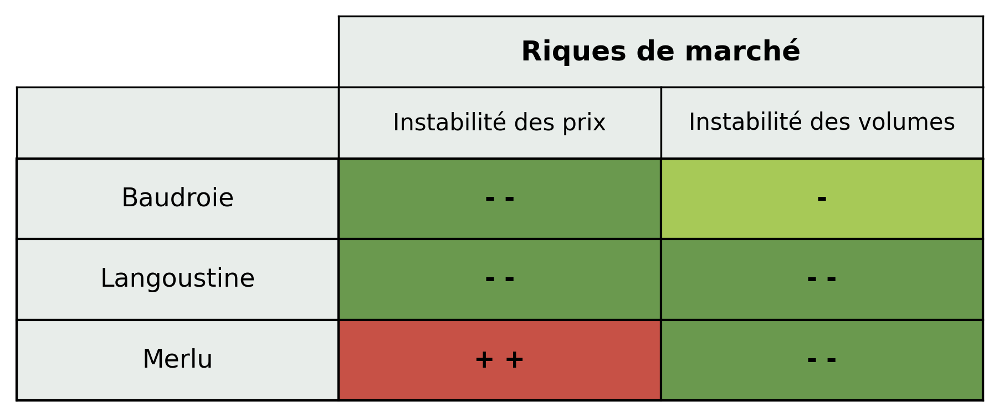 Riques de marché
Instabilité des prix Instabilité des volumes
Baudroie - - -
Langoustine - - - -
Merlu + + - -